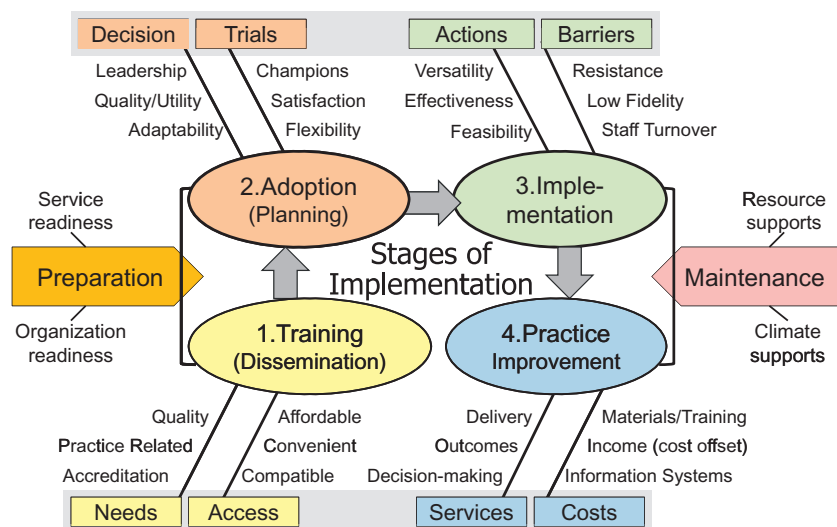 Decision
Trials
Actions
Barriers
Leadership
Quality/Utility
Adaptability
Champions
Satisfaction
Flexibility
Versatility
Effectiveness
Feasibility
Resistance
Low Fidelity
Staff Turnover
2.Adoption
(Planning)
3.Imple-
mentation
Service
readiness
Preparation
Organization
readiness
Stages of
Implementation
Resource
supports
Maintenance
Climate
supports
1.Training
(Dissemination)
4.Practice
Improvement
Quality
Practice Related
Accreditation
Affordable
Convenient
Compatible
Delivery
Outcomes
Decision-making
Materials/Training
Income (cost offset)
Information Systems
Needs
Access
Services
Costs